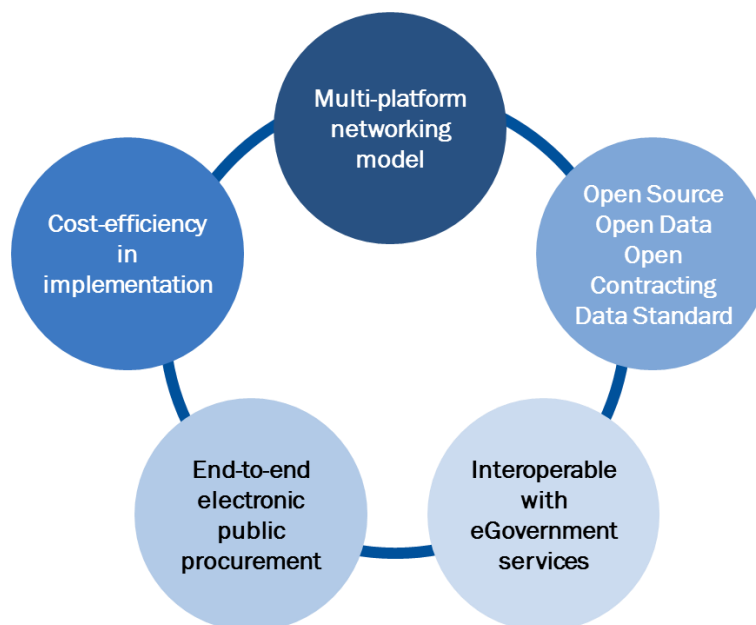 Multi-platform
networking
model
Open Source
Open Data
Open
Contracting
Data Standard
Interoperable
with
eGovernment
services
End-to-end
electronic
public
procurement
Cost-efficiency
in
implementation